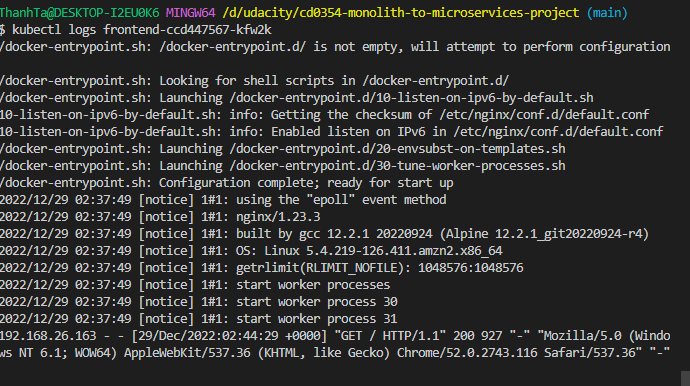 ThanhTa@DESKTOP-I2EU0K6 MINGW64 /d/udacity/cd0354-monolith-to-microservices-project (main)
$ kubectl logs frontend-ccd447567-kfw2k
/docker-entrypoint.sh: /docker-entrypoint.d/ is not empty, will attempt to perform configuration
/docker-entrypoint.sh: Looking for shell scripts in /docker-entrypoint.d/
/docker-entrypoint.sh: Launching /docker-entrypoint.d/10-listen-on-ipv6-by-default.sh
10-listen-on-ipv6-by-default.sh: info: Getting the checksum of /etc/nginx/conf.d/default.conf
10-listen-on-ipv6-by-default.sh: info: Enabled listen on IPv6 in /etc/nginx/conf.d/default.conf
/docker-entrypoint.sh: Launching /docker-entrypoint.d/20-envsubst-on-templates.sh
/docker-entrypoint.sh: Launching /docker-entrypoint.d/30-tune-worker-processes.sh
/docker-entrypoint.sh: Configuration complete; ready for start up
2022/12/29 02:37:49 [notice] 1#1: using the "epoll" event method
2022/12/29 02:37:49 [notice] 1#1: nginx/1.23.3
2022/12/29 02:37:49 [notice] 1#1: built by gcc 12.2.1 20220924 (Alpine 12.2.1_git20220924-r4)
2022/12/29 02:37:49 [notice] 1#1: OS: Linux 5.4.219-126.411.amzn2.x86_64
2022/12/29 02:37:49 [notice] 1#1: getrlimit(RLIMIT_NOFILE): 1048576:1048576
2022/12/29 02:37:49 [notice] 1#1: start worker processes
2022/12/29 02:37:49 [notice] 1#1: start worker process 30
2022/12/29 02:37:49 [notice] 1#1: start worker process 31
192.168.26.163 - - [29/Dec/2022:02:44:29 +0000] "GET / HTTP/1.1" 200 927 "-" "Mozilla/5.0 (Windo
ws NT 6.1; WOW64) AppleWebKit/537.36 (KHTML, like Gecko) Chrome/52.0.2743.116 Safari/537.36" "-"